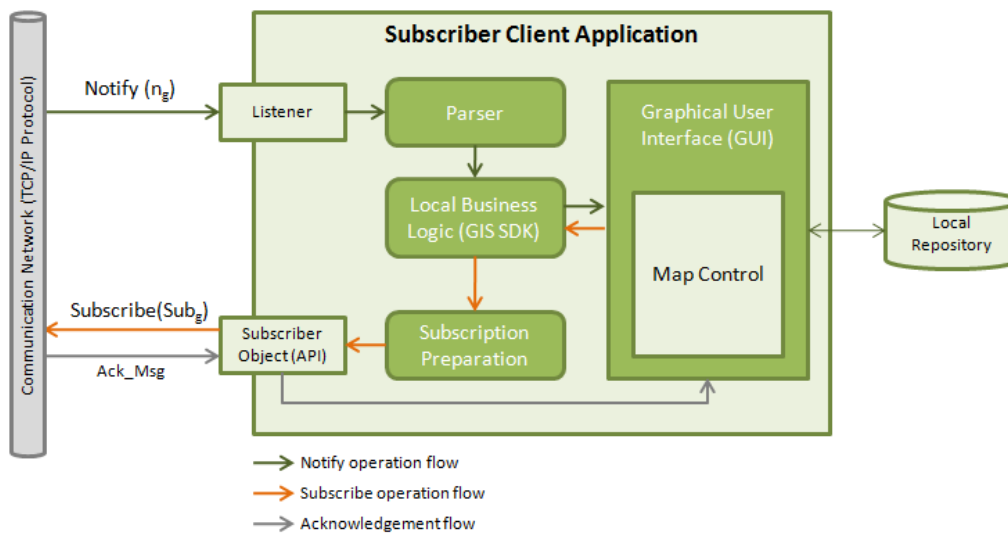 Subscriber Client Application
Communication Network (TCP/IP Protocol)
Notify (ng)
Listener
Parser
Graphical User
Interface (GUI)
Local Business
Logic (GIS SDK)
Map Control
Local
Repository
Subscribe(Subg)
Subscriber
Object (API)
Subscription
Preparation
Ack_Msg
Notify operation flow
Subscribe operation flow
Acknowledgement flow